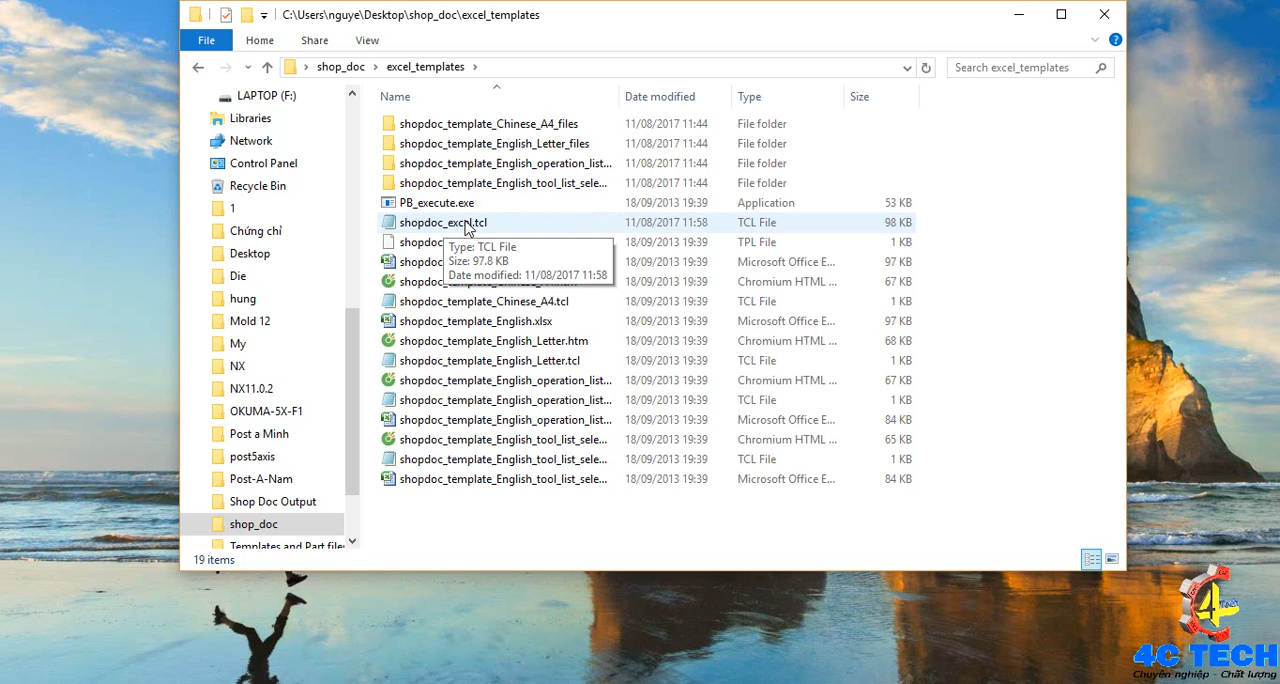 C:\Users\nguye\Desktop\shop_doc\excel_templates
File Home Share View
shop_doc excel_templates
Search excel_templates
Name Date modified Type Size
LAPTOP (F:)
Libraries
Network
Control Panel
Recycle Bin
1
Chứng chỉ
Desktop
Die
hung
Mold 12
My
NX
NX11.0.2
OKUMA-5X-F1
Post a Minh
post5axis
Post-A-Nam
Shop Doc Output
shop_doc
Templates and Part files
shopdoc_template_Chinese_A4_files 11/08/2017 11:44 File folder
shopdoc_template_English_Letter_files 11/08/2017 11:44 File folder
shopdoc_template_English_operation_list... 11/08/2017 11:44 File folder
shopdoc_template_English_tool_list_sele... 11/08/2017 11:44 File folder
PB_execute.exe 18/09/2013 19:39 Application 53 KB
shopdoc_excel.tcl 11/08/2017 11:58 TCL File 98 KB
shopdoc 18/09/2013 19:39 TPL File 1 KB
shopdoc 18/09/2013 19:39 Microsoft Office E... 97 KB
18/09/2013 19:39 Chromium HTML ... 67 KB
Type: TCL File
Size: 97.8 KB
Date modified: 11/08/2017 11:58
shopdoc_template_Chinese_A4.tcl 18/09/2013 19:39 TCL File 1 KB
shopdoc_template_English.xlsx 18/09/2013 19:39 Microsoft Office E... 97 KB
shopdoc_template_English_Letter.htm 18/09/2013 19:39 Chromium HTML ... 68 KB
shopdoc_template_English_Letter.tcl 18/09/2013 19:39 TCL File 1 KB
shopdoc_template_English_operation_list... 18/09/2013 19:39 Chromium HTML ... 67 KB
shopdoc_template_English_operation_list... 18/09/2013 19:39 TCL File 1 KB
shopdoc_template_English_operation_list... 18/09/2013 19:39 Microsoft Office E... 84 KB
shopdoc_template_English_tool_list_sele... 18/09/2013 19:39 Chromium HTML ... 65 KB
shopdoc_template_English_tool_list_sele... 18/09/2013 19:39 TCL File 1 KB
shopdoc_template_English_tool_list_sele... 18/09/2013 19:39 Microsoft Office E... 84 KB
19 items
4C TECH
Chuyên nghiệp - Chất lượng